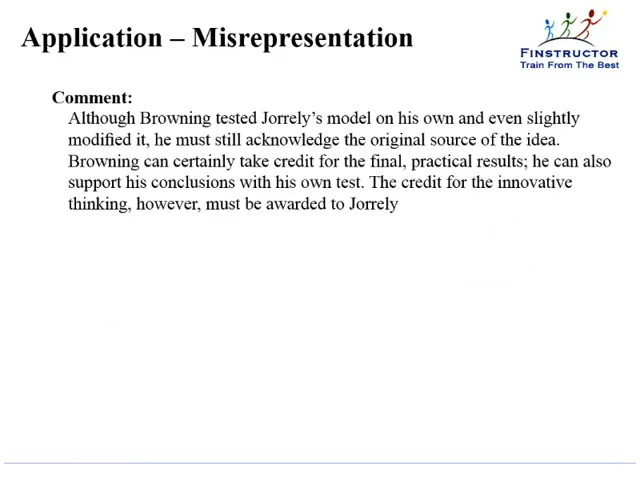 Application – Misrepresentation
FINSTRUCTOR
Train From The Best
Comment:
Although Browning tested Jorrely’s model on his own and even slightly
modified it, he must still acknowledge the original source of the idea.
Browning can certainly take credit for the final, practical results; he can also
support his conclusions with his own test. The credit for the innovative
thinking, however, must be awarded to Jorrely